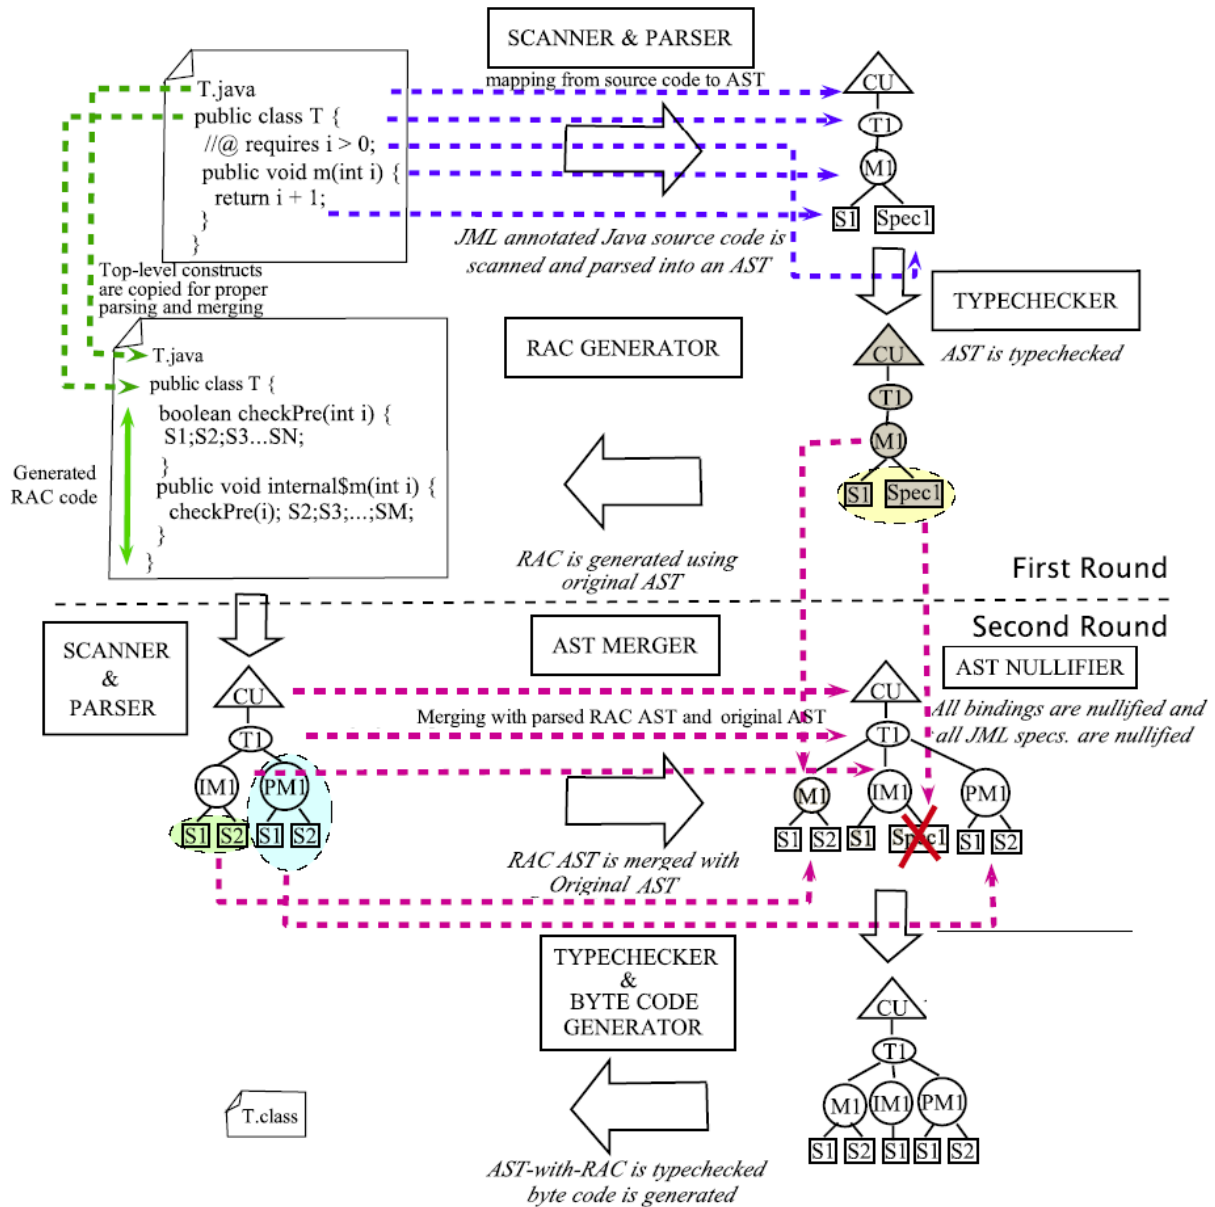 SCANNER & PARSER
mapping from source code to AST
T.java
public class T {
//@ requires i > 0;
public void m(int i) {
return i + 1;
}
}
CU
T1
M1
S1 Spec1
JML annotated Java source code is
scanned and parsed into an AST
Top-level constructs
are copied for proper
parsing and merging
TYPECHECKER
AST is typechecked
CU
T1
M1
S1 Spec1
RAC GENERATOR
T.java
public class T {
boolean checkPre(int i) {
S1;S2;S3...SN;
}
public void internal$m(int i) {
checkPre(i); S2;S3;...;SM;
}
}
Generated
RAC code
RAC is generated using
original AST
First Round
Second Round
SCANNER
&
PARSER
AST MERGER
AST NULLIFIER
All bindings are nullified and
all JML specs. are nullified
CU
T1
IM1 PM1
S1 S2 S1 S2
Merging with parsed RAC AST and original AST
CU
T1
M1 IM1 PM1
S1 S2 S1 Spec1 S1 S2
RAC AST is merged with
Original AST
TYPECHECKER
&
BYTE CODE
GENERATOR
CU
T1
M1 IM1 PM1
S1 S2 S1 S1 S2
T.class
AST-with-RAC is typechecked
byte code is generated